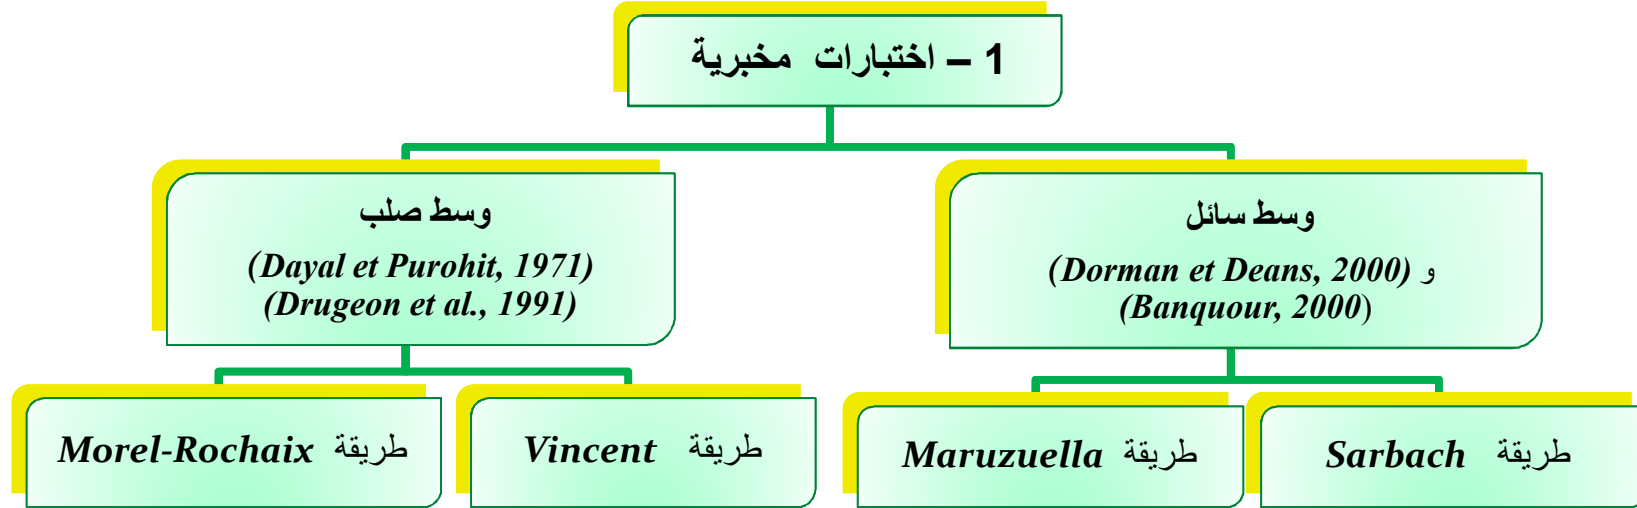 1 – اختبارات مخبرية
وسط سائل
(Dorman et Deans, 2000) و
(Banquour, 2000)
وسط صلب
(Dayal et Purohit, 1971)
(Drugeon et al., 1991)
طريقة Sarbach
طريقة Maruzuella
طريقة Vincent
طريقة Morel-Rochaix